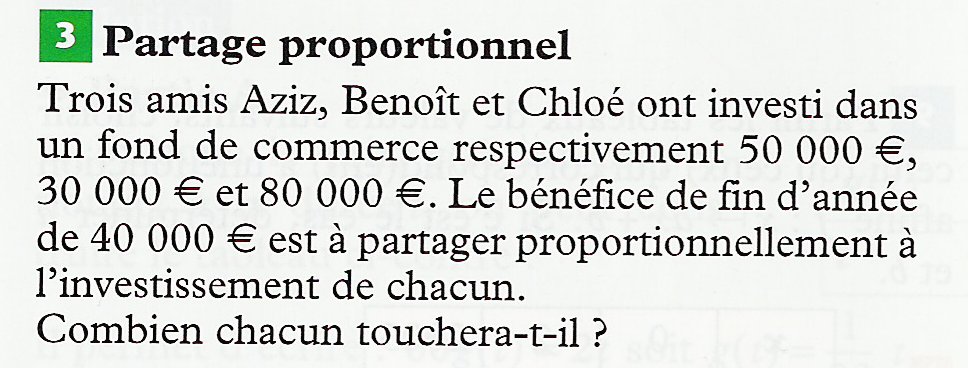 3 Partage proportionnel
Trois amis Aziz, Benoît et Chloé ont investi dans
un fond de commerce respectivement 50 000 €,
30 000 € et 80 000 €. Le bénéfice de fin d’année
de 40 000 € est à partager proportionnellement à
l’investissement de chacun.
Combien chacun touchera-t-il ?